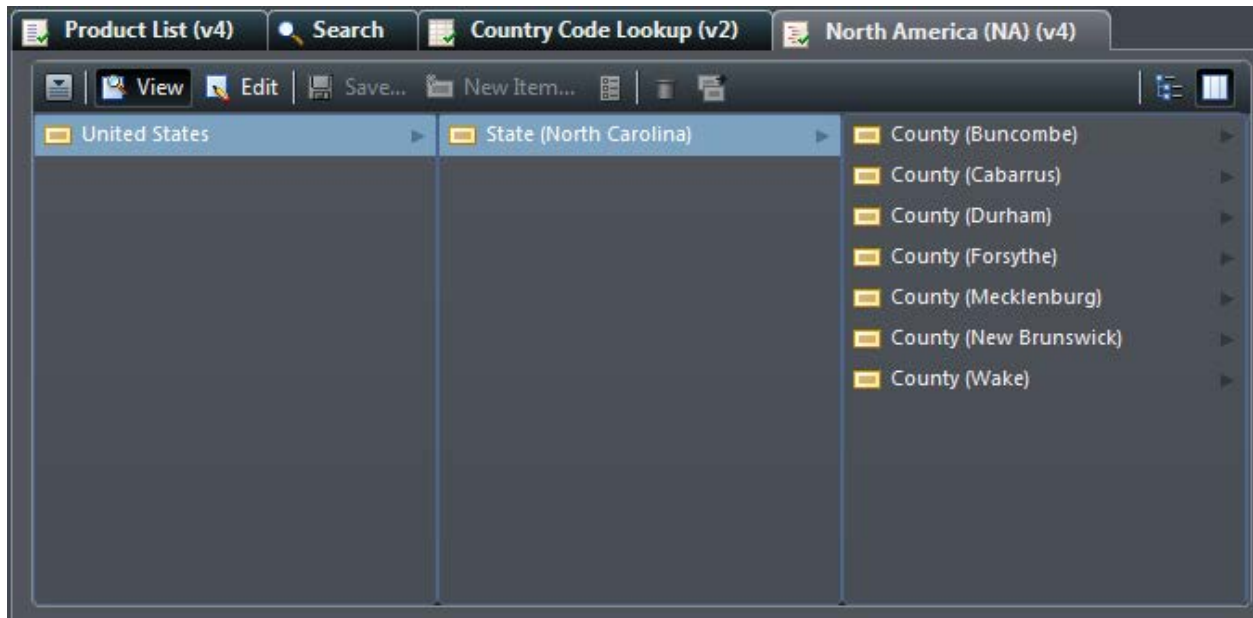 Product List (v4) Search Country Code Lookup (v2) North America (NA) (v4)
View Edit Save... New Item...
United States State (North Carolina) County (Buncombe)
County (Cabarrus)
County (Durham)
County (Forsythe)
County (Mecklenburg)
County (New Brunswick)
County (Wake)